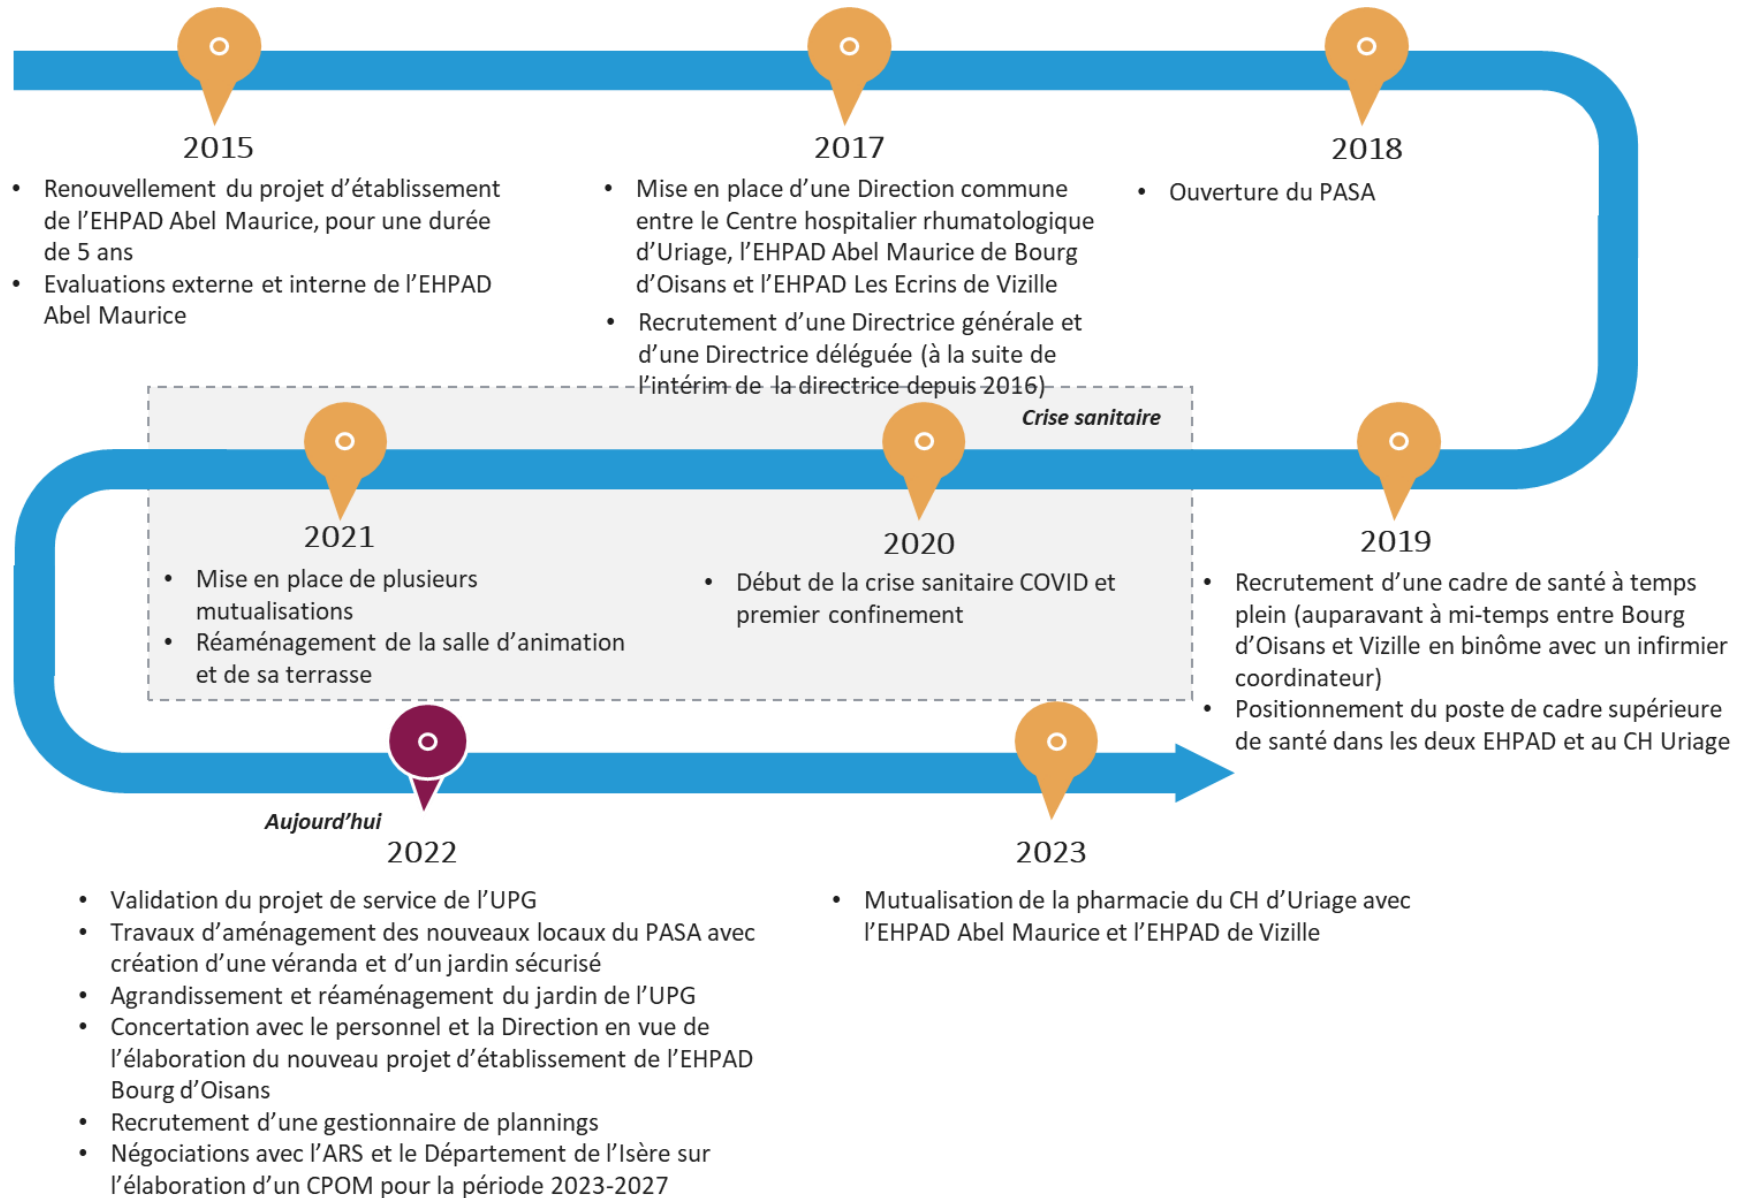 2015
• Renouvellement du projet d’établissement
de l’EHPAD Abel Maurice, pour une durée
de 5 ans
• Evaluations externe et interne de l’EHPAD
Abel Maurice
2017
• Mise en place d’une Direction commune
entre le Centre hospitalier rhumatologique
d’Uriage, l’EHPAD Abel Maurice de Bourg
d’Oisans et l’EHPAD Les Ecrins de Vizille
• Recrutement d’une Directrice générale et
d’une Directrice déléguée (à la suite de
l’intérim de la directrice depuis 2016)
2018
• Ouverture du PASA
Crise sanitaire
2021
• Mise en place de plusieurs
mutualisations
• Réaménagement de la salle d’animation
et de sa terrasse
2020
• Début de la crise sanitaire COVID et
premier confinement
2019
• Recrutement d’une cadre de santé à temps
plein (auparavant à mi-temps entre Bourg
d’Oisans et Vizille en binôme avec un infirmier
coordinateur)
• Positionnement du poste de cadre supérieure
de santé dans les deux EHPAD et au CH Uriage
Aujourd’hui
2022
• Validation du projet de service de l’UPG
• Travaux d’aménagement des nouveaux locaux du PASA avec
création d’une véranda et d’un jardin sécurisé
• Agrandissement et réaménagement du jardin de l’UPG
• Concertation avec le personnel et la Direction en vue de
l’élaboration du nouveau projet d’établissement de l’EHPAD
Bourg d’Oisans
• Recrutement d’une gestionnaire de plannings
• Négociations avec l’ARS et le Département de l’Isère sur
l’élaboration d’un CPOM pour la période 2023-2027
2023
• Mutualisation de la pharmacie du CH d’Uriage avec
l’EHPAD Abel Maurice et l’EHPAD de Vizille